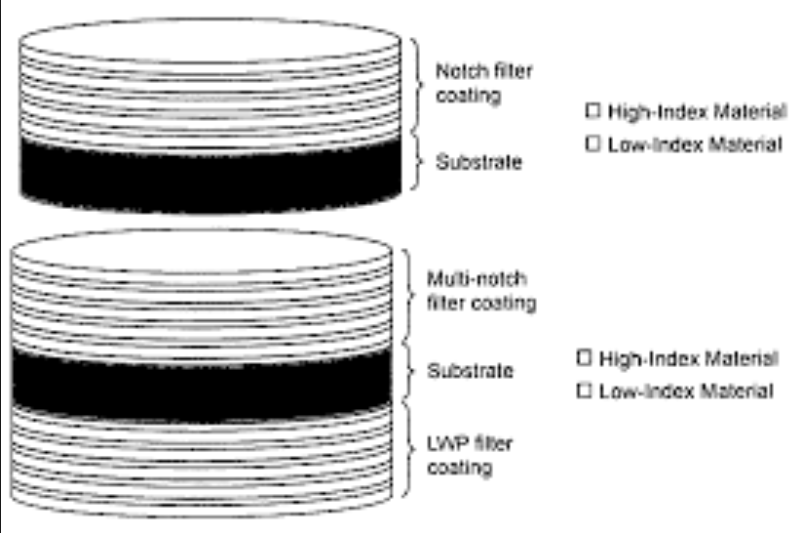 Notch filter
coating
High-Index Material
Low-Index Material
Substrate
Multi-notch
filter coating
Substrate
High-Index Material
Low-Index Material
LWP filter
coating